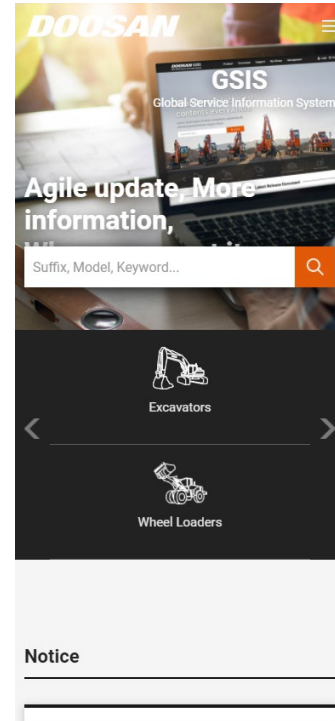 DOOSAN
GSIS
Global Service Information System
Agile update, More
information,
Suffix, Model, Keyword...
Excavators
Wheel Loaders
Notice